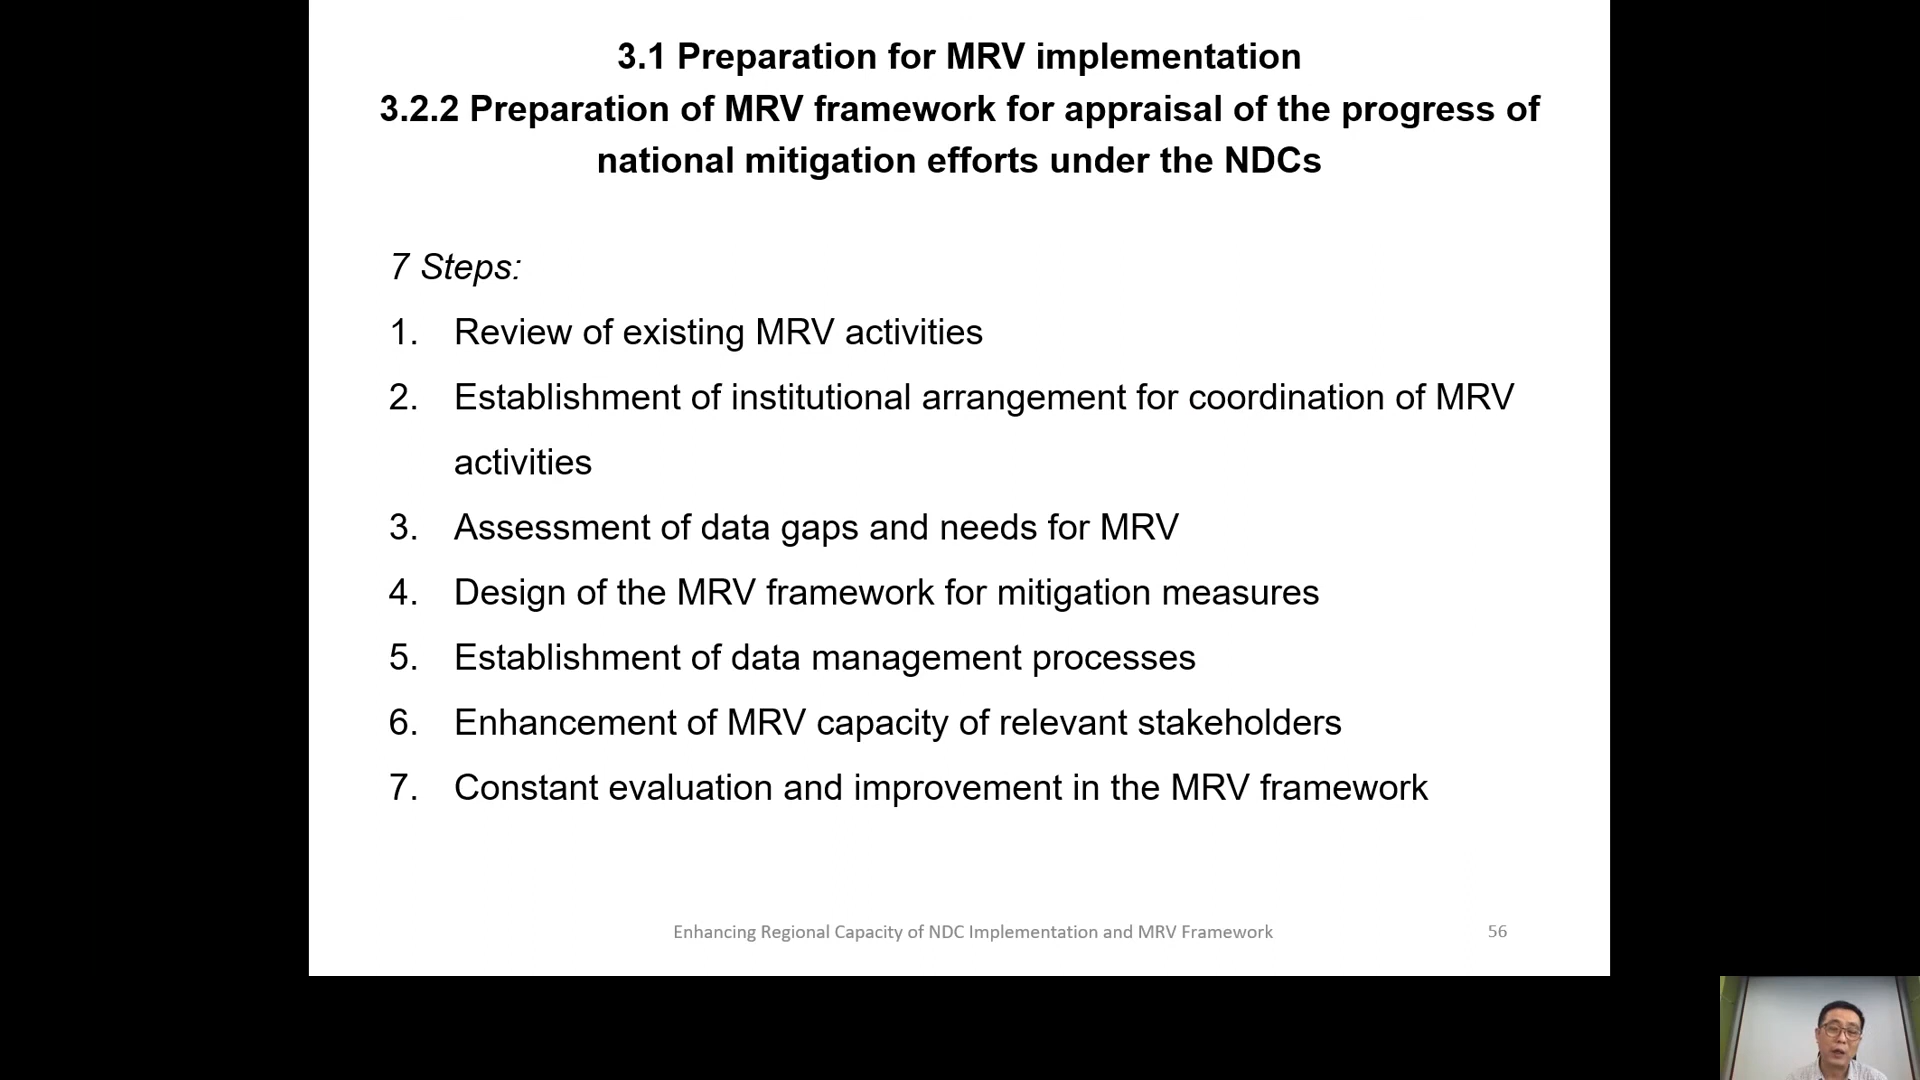 3.1 Preparation for MRV implementation
3.2.2 Preparation of MRV framework for appraisal of the progress of
national mitigation efforts under the NDCs
7 Steps:
1. Review of existing MRV activities
2. Establishment of institutional arrangement for coordination of MRV
activities
3. Assessment of data gaps and needs for MRV
4. Design of the MRV framework for mitigation measures
5. Establishment of data management processes
6. Enhancement of MRV capacity of relevant stakeholders
7. Constant evaluation and improvement in the MRV framework
Enhancing Regional Capacity of NDC Implementation and MRV Framework 56